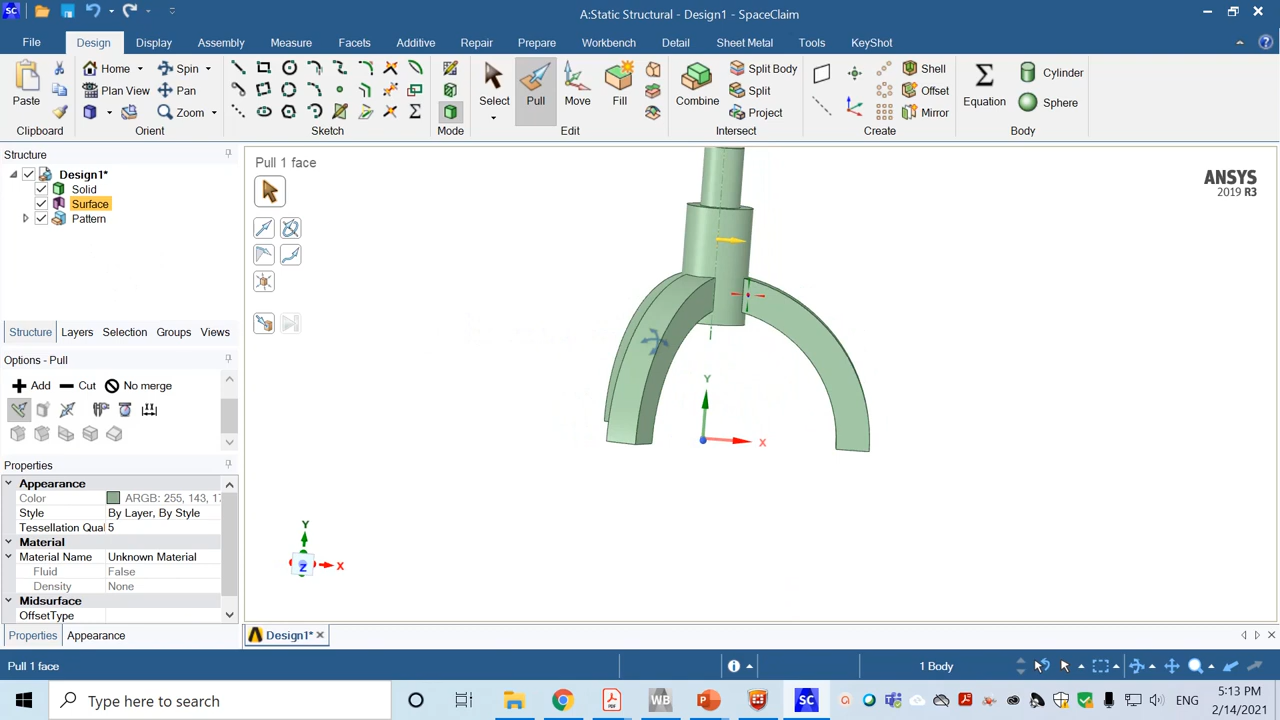 SC
A:Static Structural - Design1 - SpaceClaim
File Design Display Assembly Measure Facets Additive Repair Prepare Workbench Detail Sheet Metal Tools KeyShot
Paste
Home
Plan View
Spin
Pan
Zoom
Select
Pull
Move
Fill
Combine
Split Body
Split
Project
Shell
Offset
Mirror
Equation
Cylinder
Sphere
Clipboard Orient Sketch Mode Edit Intersect Create Body
Structure
Design1*
Solid
Surface
Pattern
Structure Layers Selection Groups Views
Options - Pull
Add Cut No merge
Properties
Appearance
Color ARGB: 255, 143, 17
Style By Layer, By Style
Tessellation Qual 5
Material
Material Name Unknown Material
Fluid False
Density None
Midsurface
OffsetType
Properties Appearance
Pull 1 face
ANSYS
2019 R3
Y
X
Y
Z X
Design1*
Pull 1 face
1 Body
Type here to search
WB
SC
ENG
5:13 PM
2/14/2021